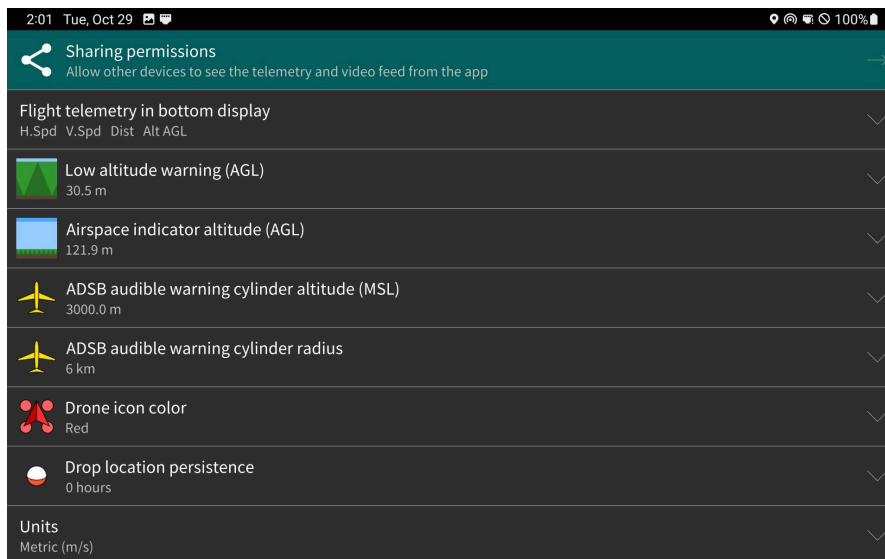 2:01 Tue, Oct 29 100%
Sharing permissions
Allow other devices to see the telemetry and video feed from the app
Flight telemetry in bottom display
H.Spd V.Spd Dist Alt AGL
Low altitude warning (AGL)
30.5 m
Airspace indicator altitude (AGL)
121.9 m
ADSB audible warning cylinder altitude (MSL)
3000.0 m
ADSB audible warning cylinder radius
6 km
Drone icon color
Red
Drop location persistence
0 hours
Units
Metric (m/s)